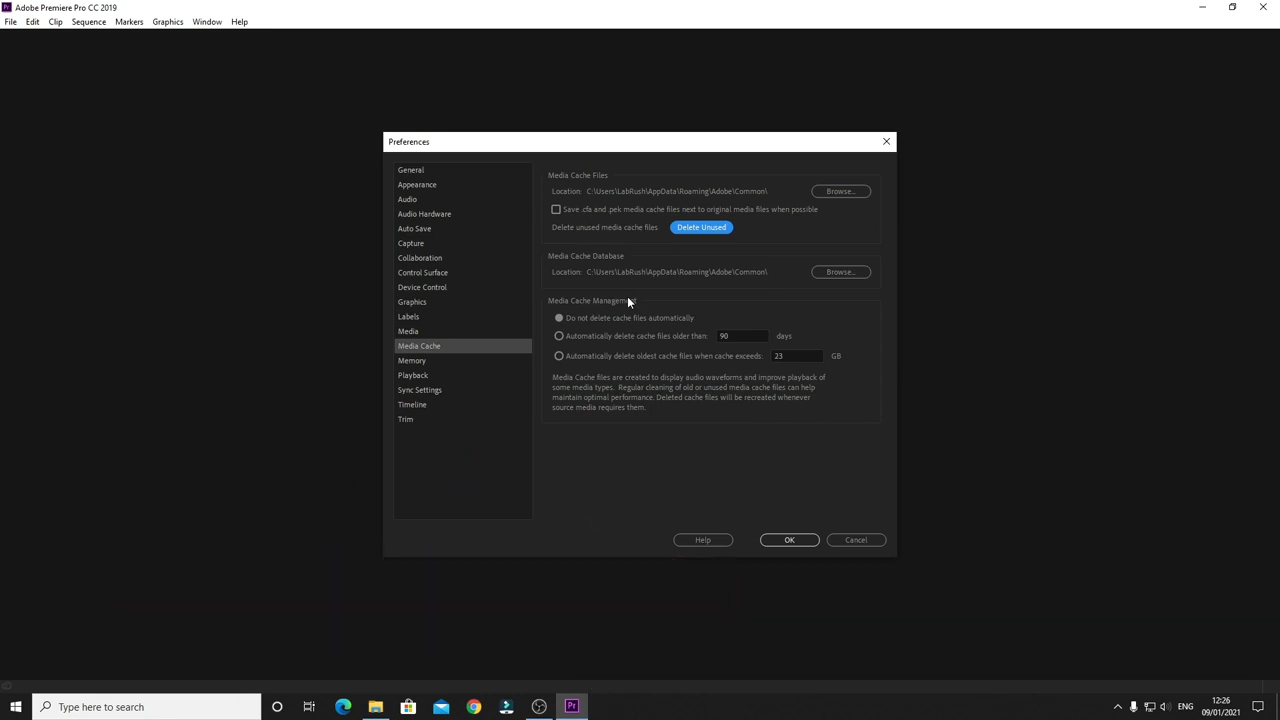 Adobe Premiere Pro CC 2019
File Edit Clip Sequence Markers Graphics Window Help
Preferences
General
Appearance
Audio
Audio Hardware
Auto Save
Capture
Collaboration
Control Surface
Device Control
Graphics
Labels
Media
Media Cache
Memory
Playback
Sync Settings
Timeline
Trim
Media Cache Files
Location: C:\Users\LabRush\AppData\Roaming\Adobe\Common\ Browse...
Save .cfa and .pek media cache files next to original media files when possible
Delete unused media cache files Delete Unused
Media Cache Database
Location: C:\Users\LabRush\AppData\Roaming\Adobe\Common\ Browse...
Media Cache Management
Do not delete cache files automatically
Automatically delete cache files older than: 90 days
Automatically delete oldest cache files when cache exceeds: 23 GB
Media Cache files are created to display audio waveforms and improve playback of
some media types. Regular cleaning of old or unused media cache files can help
maintain optimal performance. Deleted cache files will be recreated whenever
source media requires them.
Help OK Cancel
Type here to search
Pr
ENG
12:26
09/01/2021